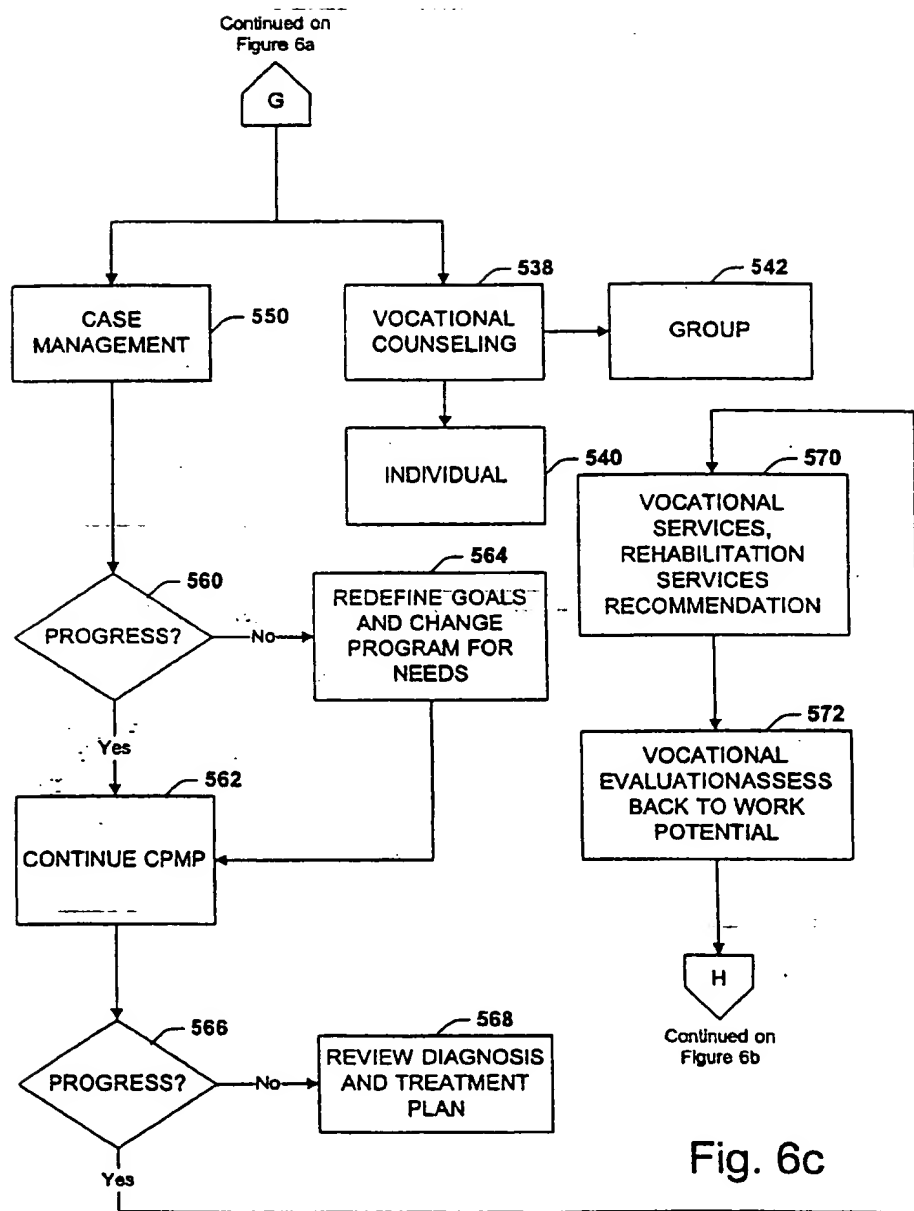 Continued on
Figure 6a
G
550
CASE
MANAGEMENT
538
VOCATIONAL
COUNSELING
542
GROUP
INDIVIDUAL
540
570
VOCATIONAL
SERVICES,
REHABILITATION
SERVICES
RECOMMENDATION
560
PROGRESS?
No
564
REDEFINE GOALS
AND CHANGE
PROGRAM FOR
NEEDS
Yes
572
VOCATIONAL
EVALUATIONASSESS
BACK TO WORK
POTENTIAL
562
CONTINUE CPMP
H
Continued on
Figure 6b
566
PROGRESS?
No
568
REVIEW DIAGNOSIS
AND TREATMENT
PLAN
Yes
Fig. 6c